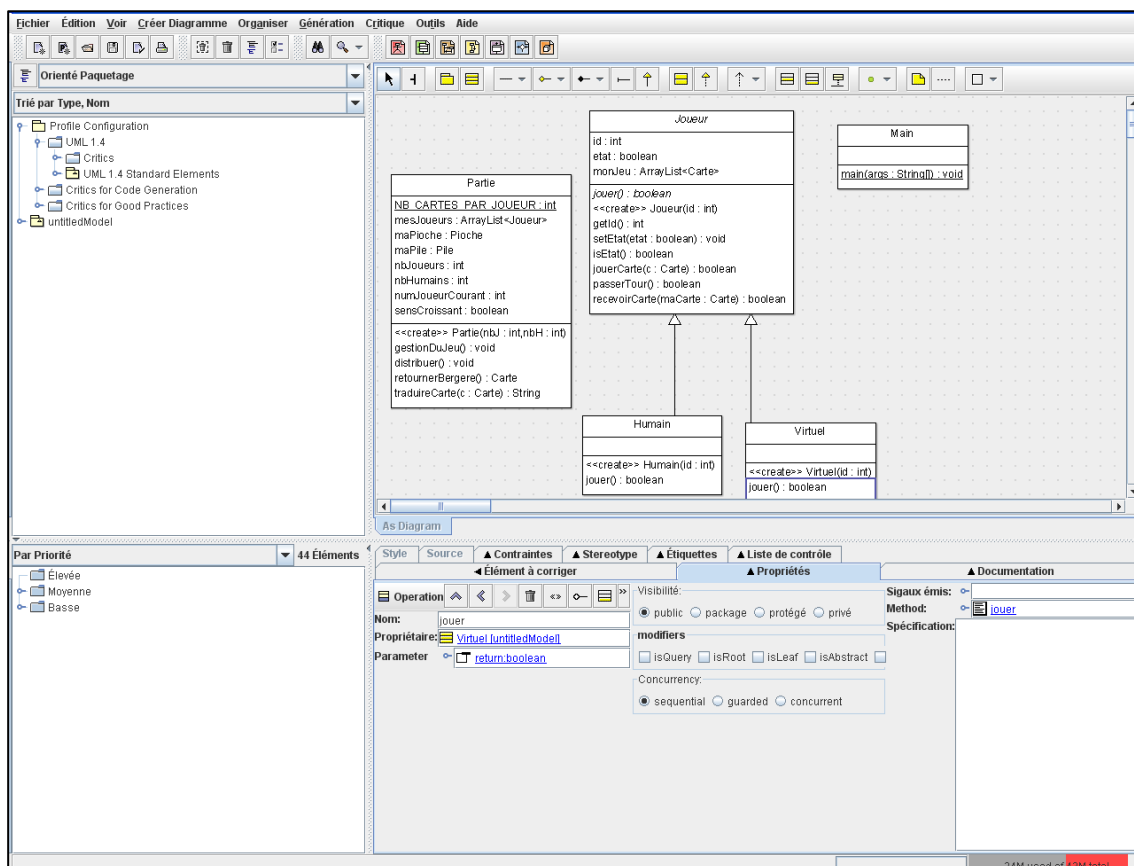 Fichier Édition Voir Créer Diagramme Organiser Génération Critique Outils Aide
Orienté Paquetage
Trié par Type, Nom
Profile Configuration
UML 1.4
Critics
UML 1.4 Standard Elements
Critics for Code Generation
Critics for Good Practices
untitledModel
Partie
NB_CARTES_PAR_JOUEUR : int
mesJoueurs : ArrayList<Joueur>
maPioche : Pioche
maPile : Pile
nbJoueurs : int
nbHumains : int
numJoueurCourant : int
sensCroissant : boolean
<<create>> Partie(nbJ : int,nbH : int)
gestionDuJeu() : void
distribuer() : void
retournerBergere() : Carte
traduireCarte(c : Carte) : String
Joueur
id : int
etat : boolean
monJeu : ArrayList<Carte>
jouer() : boolean
<<create>> Joueur(id : int)
getId() : int
setEtat(etat : boolean) : void
isEtat() : boolean
jouerCarte(c : Carte) : boolean
passerTour() : boolean
recevoirCarte(maCarte : Carte) : boolean
Main
main(args : String[]) : void
Humain
<<create>> Humain(id : int)
jouer() : boolean
Virtuel
<<create>> Virtuel(id : int)
jouer() : boolean
As Diagram
Par Priorité 44 Éléments
Élevée
Moyenne
Basse
Style Source ▲ Contraintes ▲ Stereotype ▲ Étiquettes ▲ Liste de contrôle
◄ Élément à corriger ▲ Propriétés ▲ Documentation
Operation
Nom: jouer
Propriétaire: Virtuel [untitledModel]
Parameter return:boolean
Visibilité:
public package protégé privé
modifiers
isQuery isRoot isLeaf isAbstract
Concurrency:
sequential guarded concurrent
Sigaux émis:
Method: jouer
Spécification:
24M used of 42M total